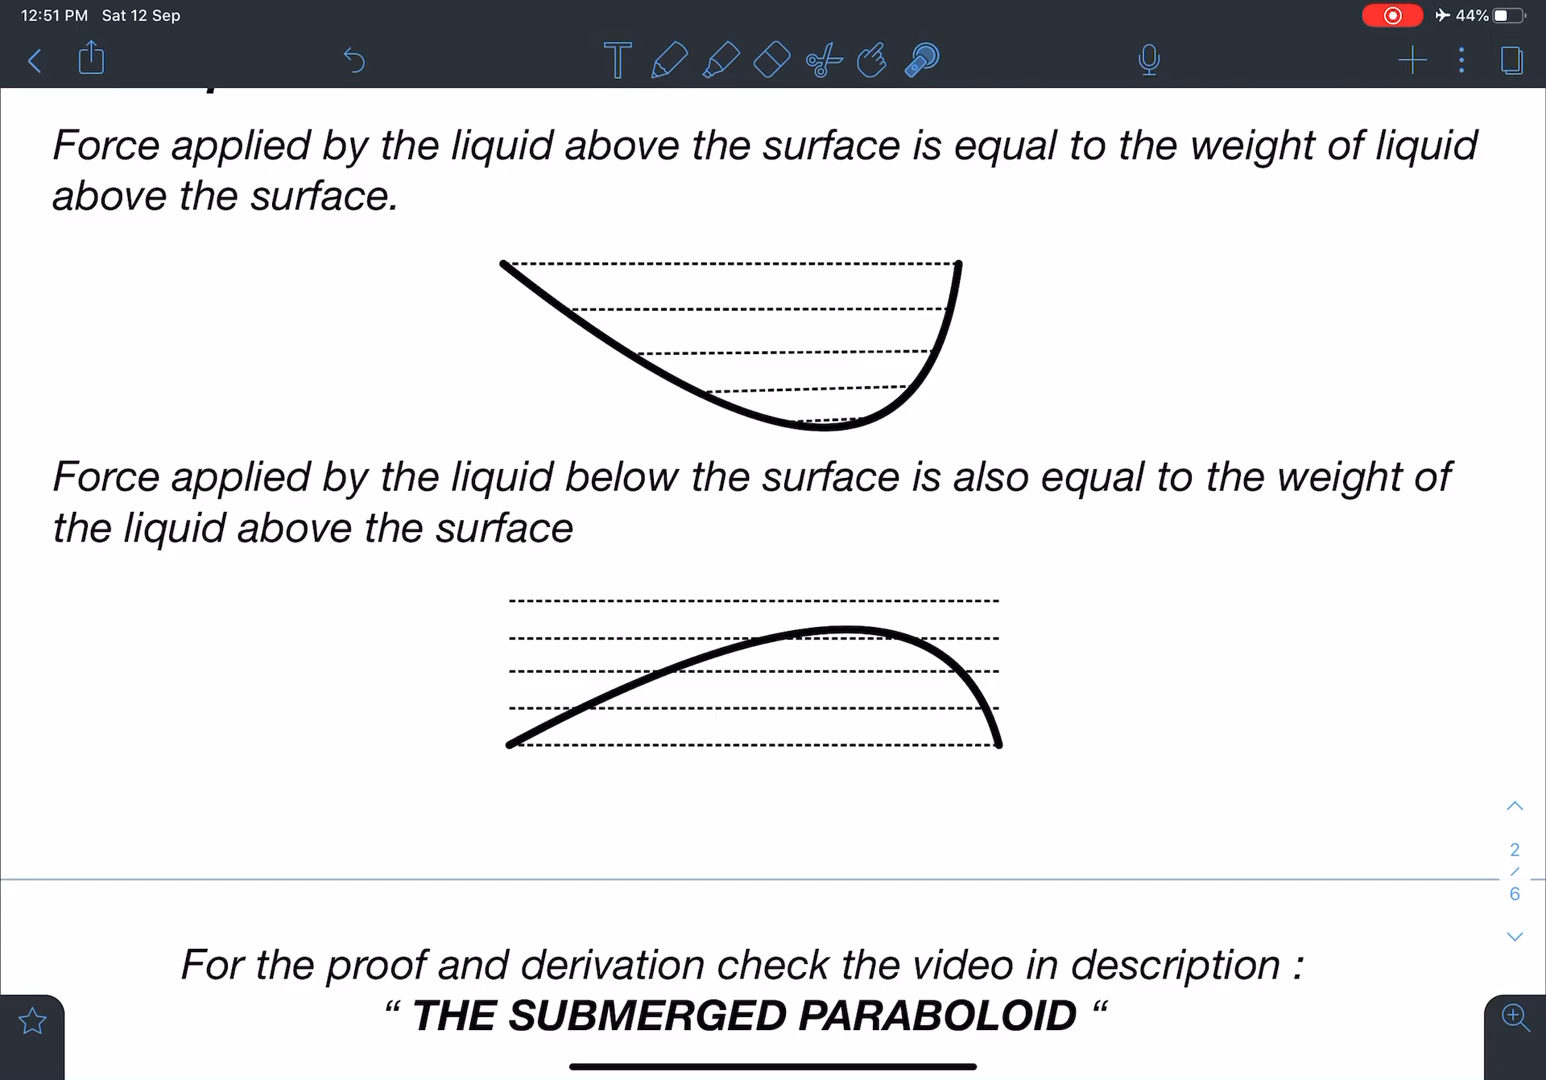 12:51 PM Sat 12 Sep
44%
T
Force applied by the liquid above the surface is equal to the weight of liquid
above the surface.
Force applied by the liquid below the surface is also equal to the weight of
the liquid above the surface
2
/
6
For the proof and derivation check the video in description :
“ THE SUBMERGED PARABOLOID “